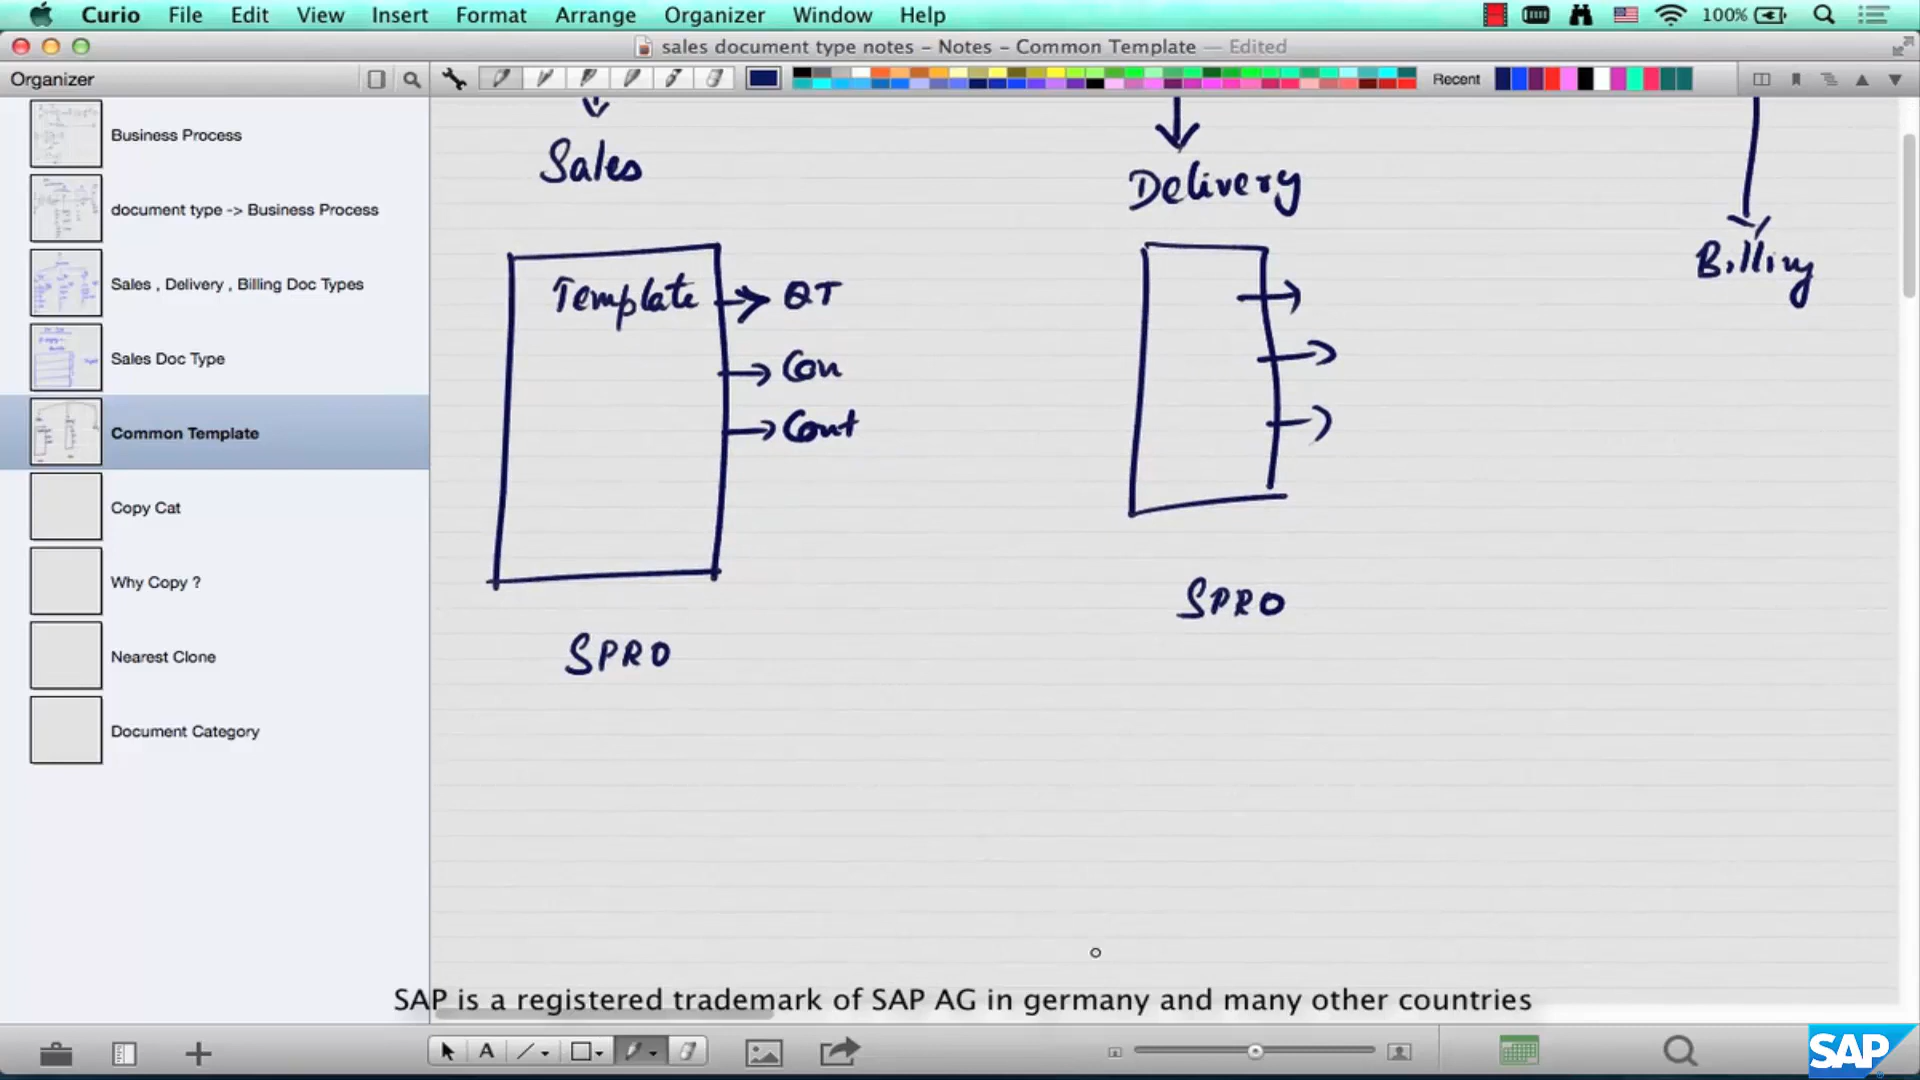 Curio File Edit View Insert Format Arrange Organizer Window Help 100%
sales document type notes – Notes – Common Template — Edited
Organizer
Recent
Business Process
document type -> Business Process
Sales , Delivery , Billing Doc Types
Sales Doc Type
Common Template
Copy Cat
Why Copy ?
Nearest Clone
Document Category
Sales
Delivery
Billing
Template
QT
Con
Cont
SPRO
SPRO
SAP is a registered trademark of SAP AG in germany and many other countries
A
SAP